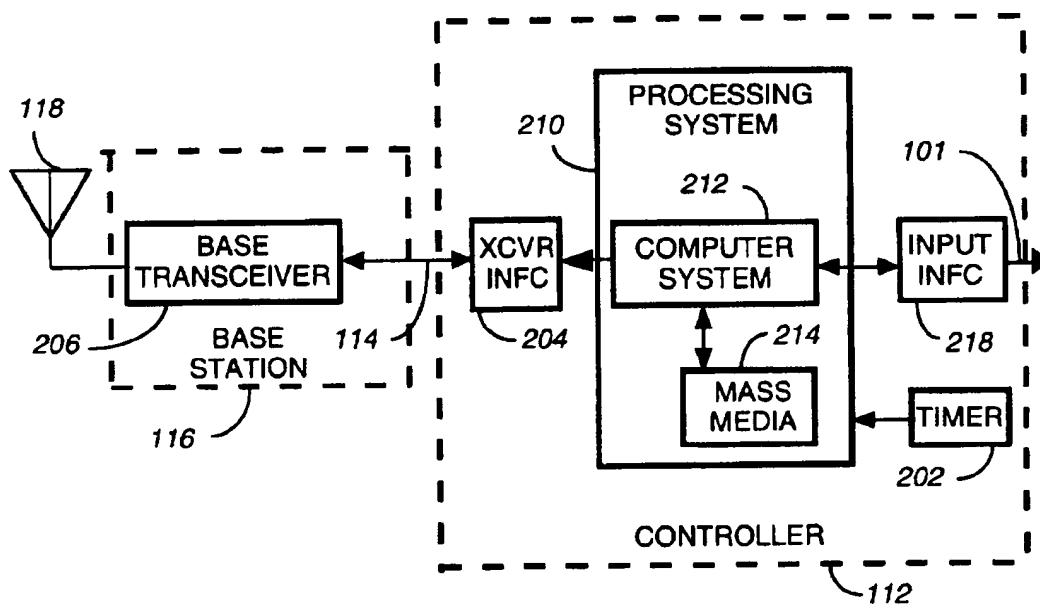 118
210
PROCESSING
SYSTEM
101
212
BASE
TRANSCEIVER
XCVR
INFC
COMPUTER
SYSTEM
INPUT
INFC
206
BASE
STATION
114
204
214
218
MASS
MEDIA
TIMER
116
202
CONTROLLER
112